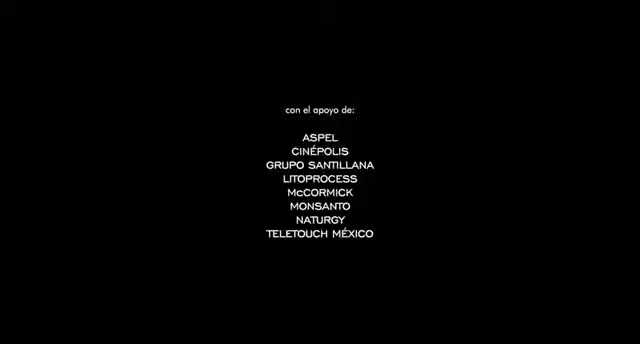 con el apoyo de:
ASPEL
CINÉPOLIS
GRUPO SANTILLANA
LITOPROCESS
McCORMICK
MONSANTO
NATURGY
TELETOUCH MÉXICO